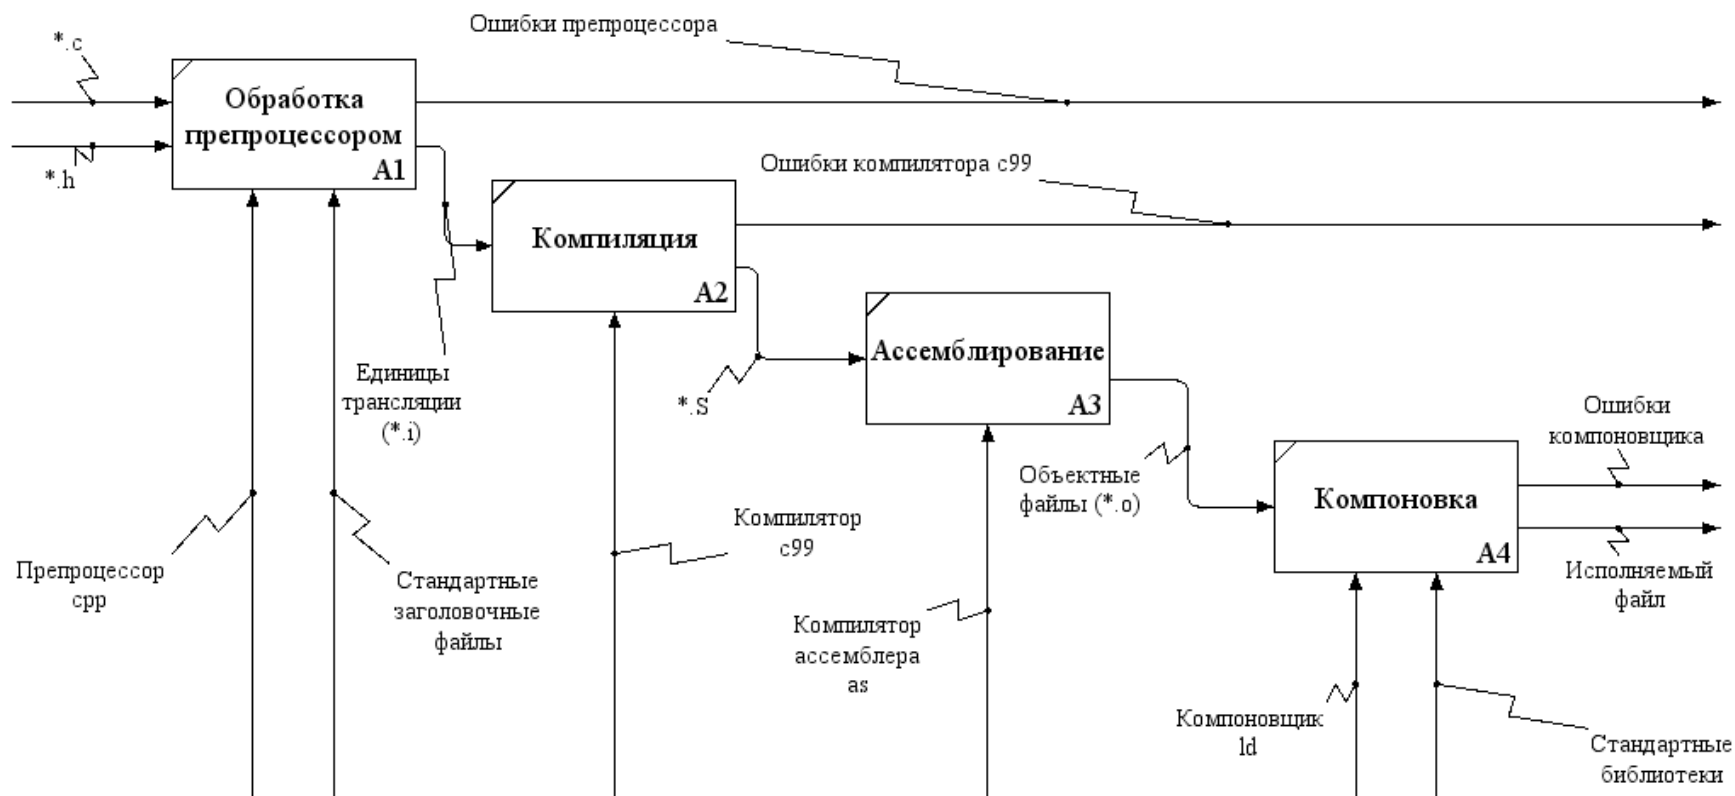 Ошибки препроцессора
*.c
Обработка
препроцессором
A1
*.h
Ошибки компилятора c99
Компиляция
A2
Единицы
трансляции
(*.i)
*.S
Ассемблирование
A3
Ошибки
компоновщика
Объектные
файлы (*.o)
Компоновка
A4
Препроцессор
cpp
Стандартные
заголовочные
файлы
Компилятор
c99
Компилятор
ассемблера
as
Исполняемый
файл
Компоновщик
ld
Стандартные
библиотеки